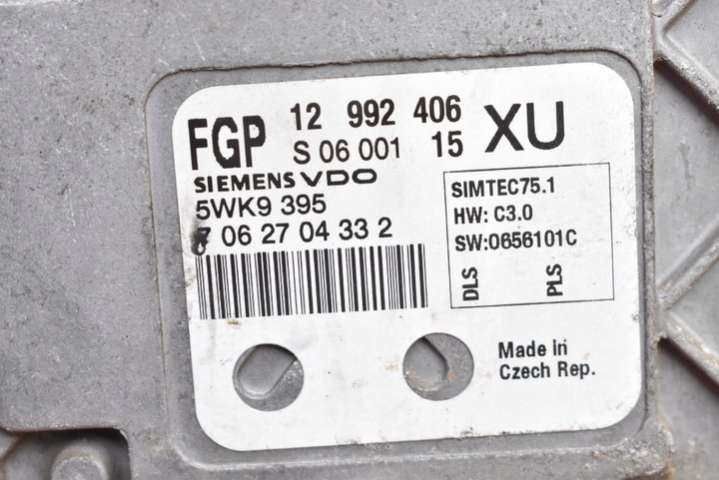 FGP 12 992 406 XU
S 06 001 15
SIEMENS VDO
5WK9 395
7 06 27 04 33 2
SIMTEC75.1
HW: C3.0
SW:0656101C
DLS PLS
Made in
Czech Rep.